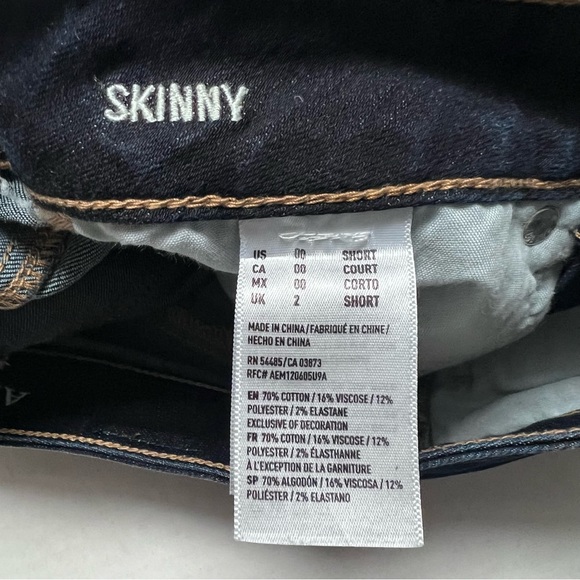 SKINNY
US 00 SHORT
CA 00 COURT
MX 00 CORTO
UK 2 SHORT
MADE IN CHINA/FABRIQUÉ EN CHINE/
HECHO EN CHINA
RN 54485/CA 03873
RFC# AEM120605U9A
EN 70% COTTON / 16% VISCOSE / 12%
POLYESTER / 2% ELASTANE
EXCLUSIVE OF DECORATION
FR 70% COTON / 16% VISCOSE / 12%
POLYESTER / 2% ÉLASTHANNE
À L'EXCEPTION DE LA GARNITURE
SP 70% ALGODÓN / 16% VISCOSA / 12%
POLIÉSTER / 2% ELASTANO